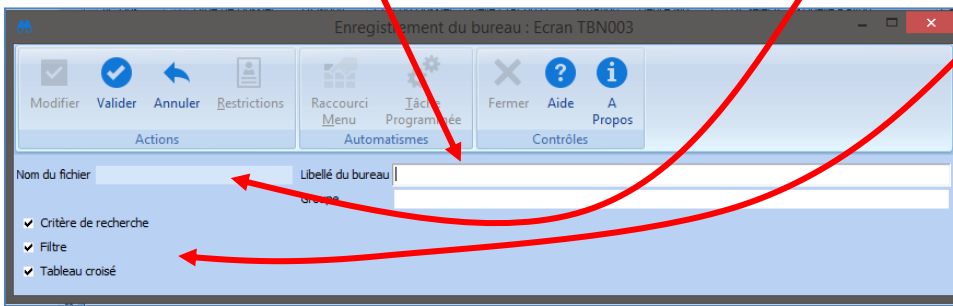 Enregistrement du bureau : Ecran TBN003
Modifier Valider Annuler Restrictions Raccourci Menu Tâche Programmée Fermer Aide A Propos
Actions Automatismes Contrôles
Nom du fichier Libellé du bureau
Groupe
Critère de recherche
Filtre
Tableau croisé